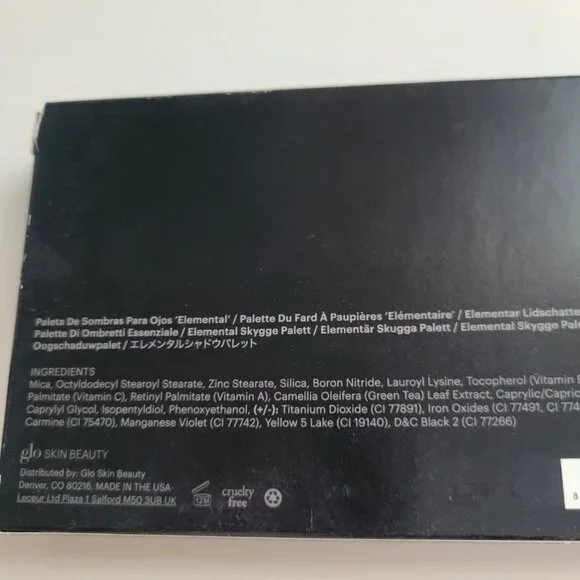 Paleta De Sombras Para Ojos 'Elemental' / Palette Du Fard À Paupières 'Elémentaire' / Elementar Lidschatte
Palette Di Ombretti Essenziale / Elemental Skygge Palett / Elementär Skugga Palett / Elemental Skygge Pale
Oogschaduwpalet / エレメンタルシャドウパレット
INGREDIENTS
Mica, Octyldodecyl Stearoyl Stearate, Zinc Stearate, Silica, Boron Nitride, Lauroyl Lysine, Tocopherol (Vitamin E
Palmitate (Vitamin C), Retinyl Palmitate (Vitamin A), Camellia Oleifera (Green Tea) Leaf Extract, Caprylic/Capric
Caprylyl Glycol, Isopentyldiol, Phenoxyethanol, (+/-): Titanium Dioxide (CI 77891), Iron Oxides (CI 77491, CI 774
Carmine (CI 75470), Manganese Violet (CI 77742), Yellow 5 Lake (CI 19140), D&C Black 2 (CI 77266)
glo SKIN BEAUTY
Distributed by: Glo Skin Beauty
Denver, CO 80216. MADE IN THE USA
Leceur Ltd Plaza 1 Salford M50 3UB UK
12M
cruelty
free
8